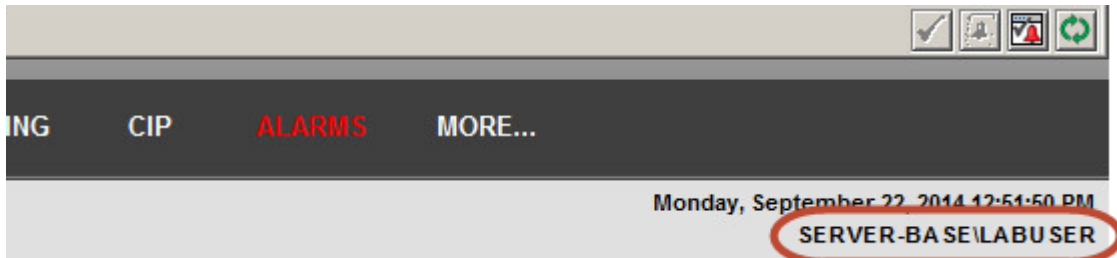 ING CIP ALARMS MORE...
Monday, September 22, 2014 12:51:50 PM
SERVER-BASE\LABUSER